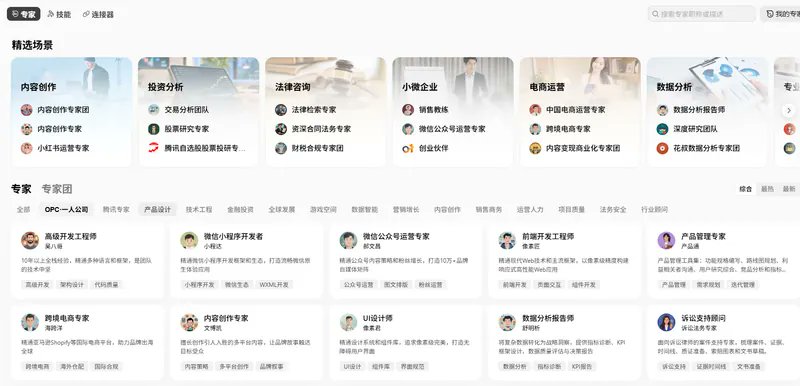 专家 技能 连接器
搜索专家职称或描述
我的专家
精选场景
内容创作
内容创作专家团
内容创作专家
小红书运营专家
投资分析
交易分析团队
股票研究专家
腾讯自选股股票投研专…
法律咨询
法律检索专家
资深合同法务专家
财税合规专家团
小微企业
销售教练
微信公众号运营专家
创业伙伴
电商运营
中国电商运营专家
跨境电商专家
内容变现商业化专家团
数据分析
数据分析报告师
深度研究团队
花叔数据分析专家团
专业
专家 专家团
综合 最热 最新
全部 OPC·一人公司 腾讯专家 产品设计 技术工程 金融投资 全球发展 游戏空间 数据智能 营销增长 内容创作 销售商务 运营人力 项目质量 法务安全 行业顾问
高级开发工程师
吴八哥
10年以上全栈经验，精通多种语言和框架，是团队
的技术中坚
高级开发 架构设计 代码质量
微信小程序开发者
小程达
精通微信小程序开发框架和生态，打造流畅微信原
生体验应用
小程序开发 微信生态 WXML开发
微信公众号运营专家
郝文昌
精通公众号内容策略和粉丝增长，打造10万+品牌
自媒体矩阵
公众号运营 图文排版 粉丝运营
前端开发工程师
像素匠
精通现代Web技术和主流框架，以像素级精度构建
响应式高性能Web应用
前端开发 页面交互 组件开发
产品管理专家
产品通
产品管理工具集：功能规格编写、路线图规划、利
益相关者沟通、用户研究综合、竞品分析和指标…
产品管理 需求规划 迭代管理
跨境电商专家
海跨洋
精通亚马逊Shopify等国际电商平台，助力品牌出海
全球
跨境电商 海外仓配 国际合规
内容创作专家
文博凯
擅长创作引人入胜的多平台内容，让品牌故事触达
目标受众
内容策略 多平台创作 品牌叙事
UI设计师
像素君
精通设计系统和组件库，追求像素级完美，打造无
障碍用户界面
UI设计 组件库 界面规范
数据分析报告师
舒明析
将复杂数据转化为战略洞察，提供指标诊断、KPI
框架设计、数据质量评估与决策报告
数据分析 指标诊断 KPI报告
诉讼支持顾问
诉讼法务专家
面向诉讼律师的案件支持专家，梳理案件、证据、
时间线、质证准备、索赔图表和文书草稿。
诉讼支持 证据时间线 文书准备